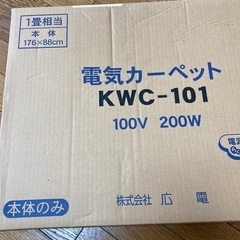 1畳相当
本体
176×88cm
電気カーペット
KWC-101
100V 200W
株式会社 広電
本体のみ